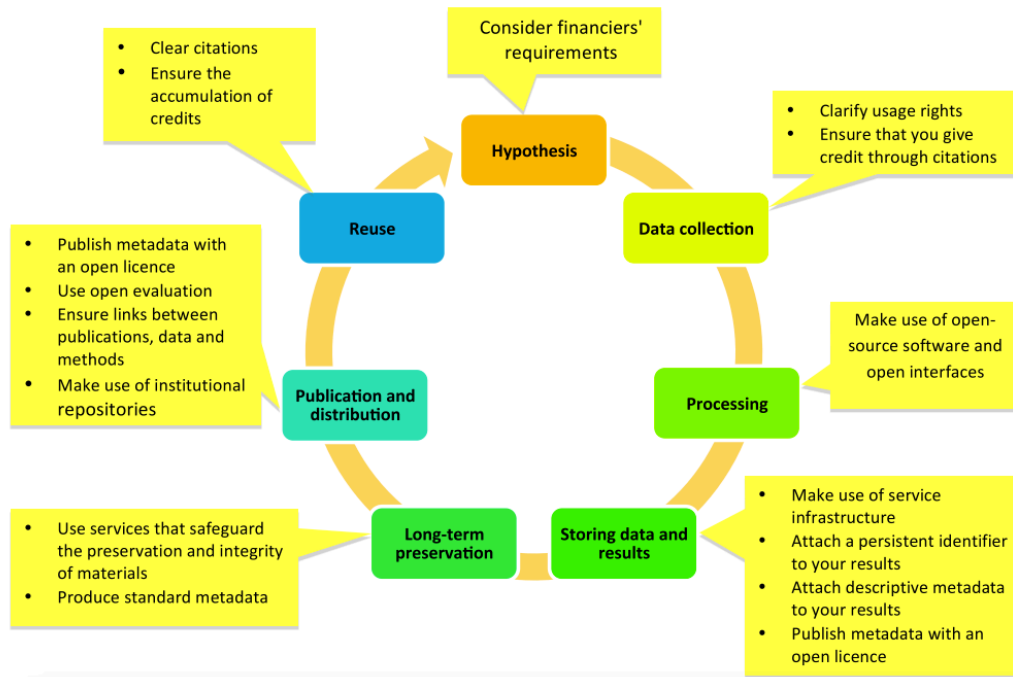 Consider financiers'
requirements
Hypothesis
• Clarify usage rights
• Ensure that you give
credit through citations
Data collection
Make use of open-
source software and
open interfaces
Processing
• Make use of service
infrastructure
• Attach a persistent identifier
to your results
• Attach descriptive metadata
to your results
• Publish metadata with an
open licence
Storing data and
results
Long-term
preservation
• Use services that safeguard
the preservation and integrity
of materials
• Produce standard metadata
Publication and
distribution
• Publish metadata with
an open licence
• Use open evaluation
• Ensure links between
publications, data and
methods
• Make use of institutional
repositories
Reuse
• Clear citations
• Ensure the
accumulation of
credits